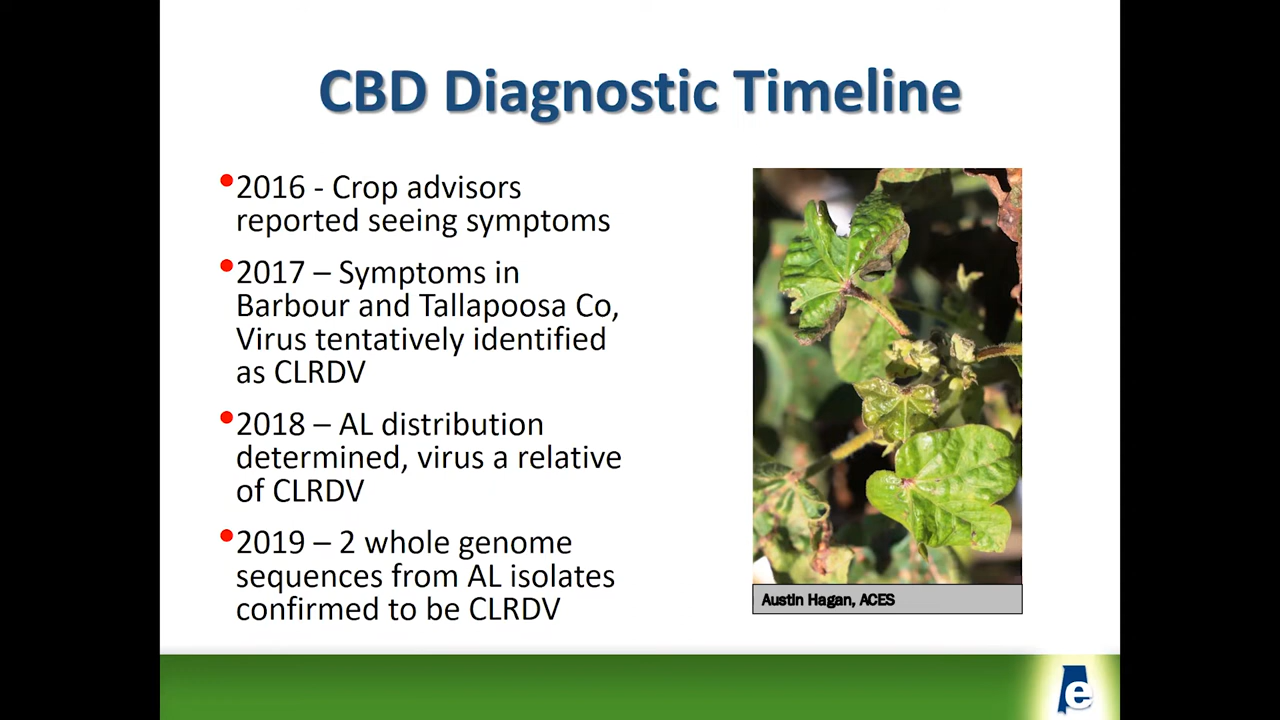 CBD Diagnostic Timeline
•2016 - Crop advisors
reported seeing symptoms
•2017 – Symptoms in
Barbour and Tallapoosa Co,
Virus tentatively identified
as CLRDV
•2018 – AL distribution
determined, virus a relative
of CLRDV
•2019 – 2 whole genome
sequences from AL isolates
confirmed to be CLRDV
Austin Hagan, ACES
e